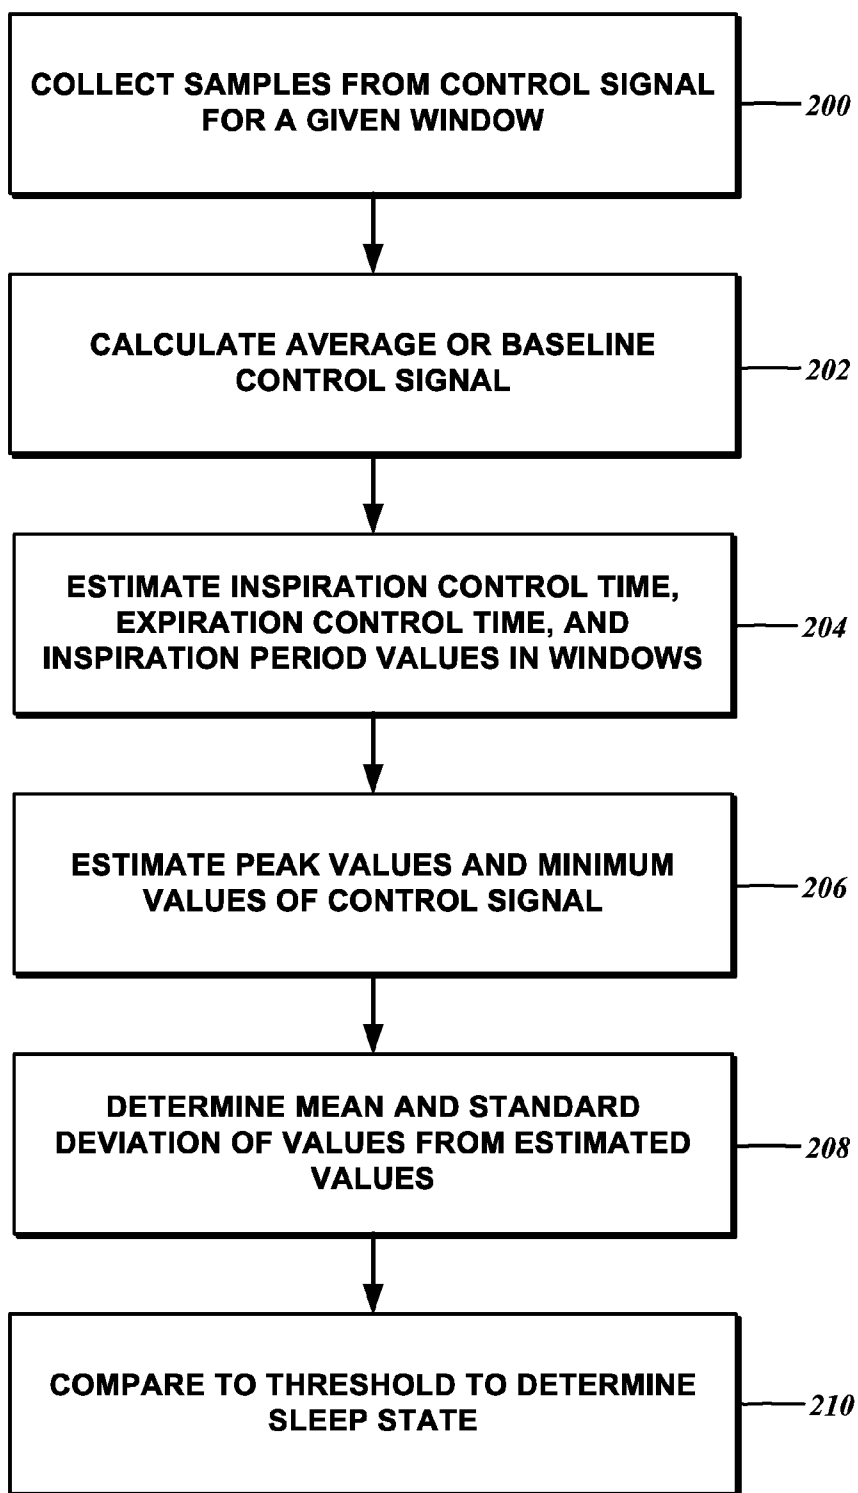 COLLECT SAMPLES FROM CONTROL SIGNAL
FOR A GIVEN WINDOW
200
CALCULATE AVERAGE OR BASELINE
CONTROL SIGNAL
202
ESTIMATE INSPIRATION CONTROL TIME,
EXPIRATION CONTROL TIME, AND
INSPIRATION PERIOD VALUES IN WINDOWS
204
ESTIMATE PEAK VALUES AND MINIMUM
VALUES OF CONTROL SIGNAL
206
DETERMINE MEAN AND STANDARD
DEVIATION OF VALUES FROM ESTIMATED
VALUES
208
COMPARE TO THRESHOLD TO DETERMINE
SLEEP STATE
210